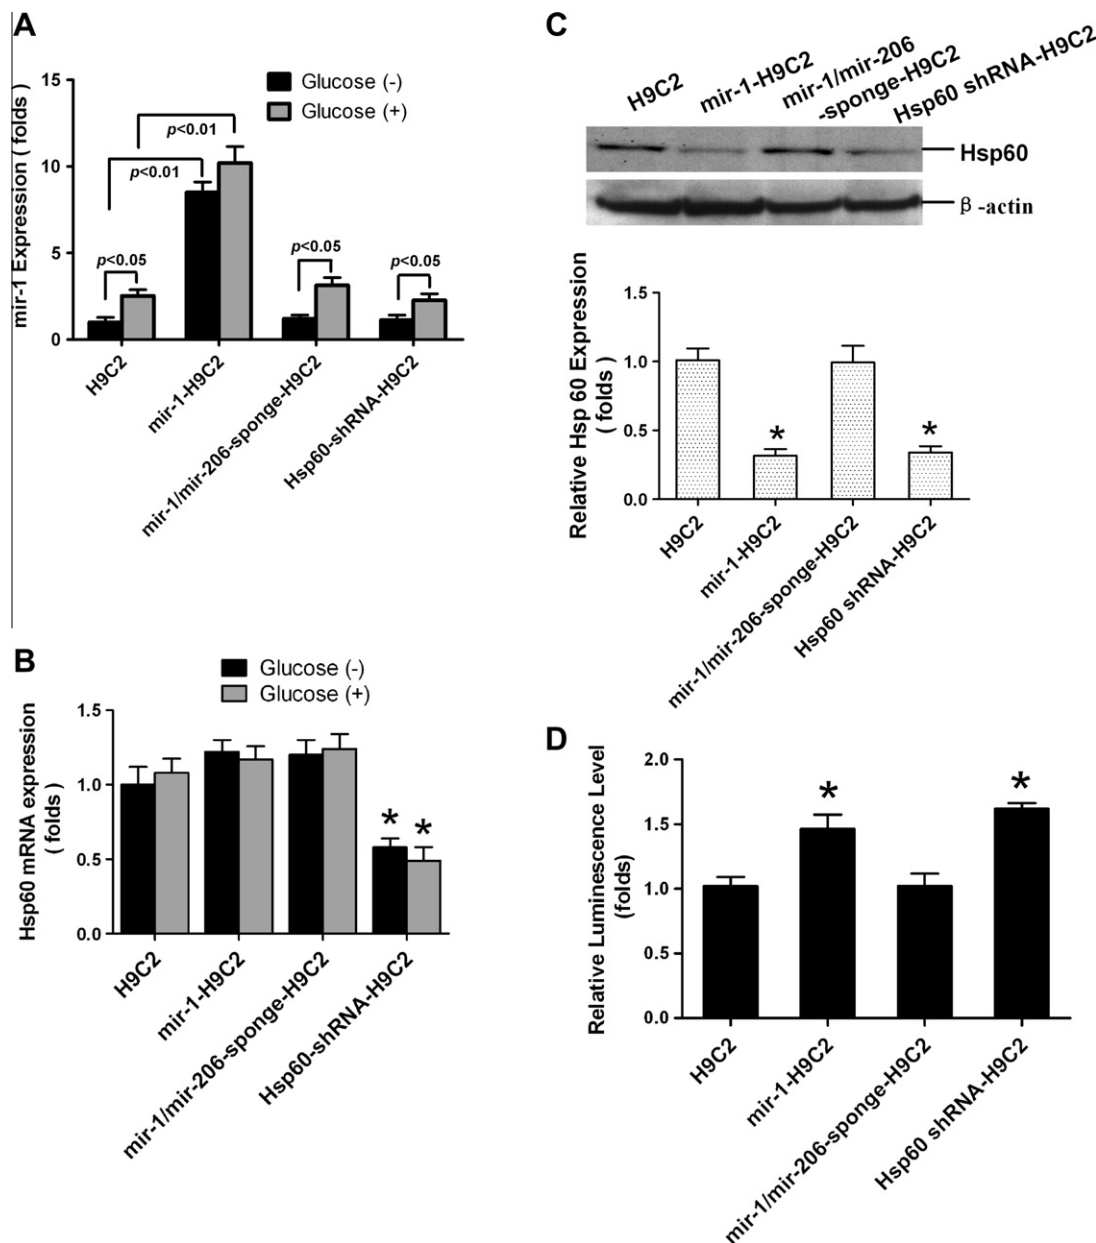 A
Glucose (-)
Glucose (+)
mir-1 Expression ( folds )
15
10
5
0
p<0.01
p<0.01
p<0.05
p<0.05
p<0.05
H9C2
mir-1-H9C2
mir-1/mir-206-sponge-H9C2
Hsp60-shRNA-H9C2
B
Glucose (-)
Glucose (+)
Hsp60 mRNA expression
( folds )
1.5
1.0
0.5
0.0
*
*
H9C2
mir-1-H9C2
mir-1/mir-206-sponge-H9C2
Hsp60-shRNA-H9C2
C
H9C2
mir-1-H9C2
mir-1/mir-206
-sponge-H9C2
Hsp60 shRNA-H9C2
Hsp60
β-actin
Relative Hsp 60 Expression
( folds )
1.5
1.0
0.5
0.0
*
*
H9C2
mir-1-H9C2
mir-1/mir-206-sponge-H9C2
Hsp60 shRNA-H9C2
D
Relative Luminescence Level
(folds)
2.0
1.5
1.0
0.5
0.0
*
*
H9C2
mir-1-H9C2
mir-1/mir-206-sponge-H9C2
Hsp60 shRNA-H9C2